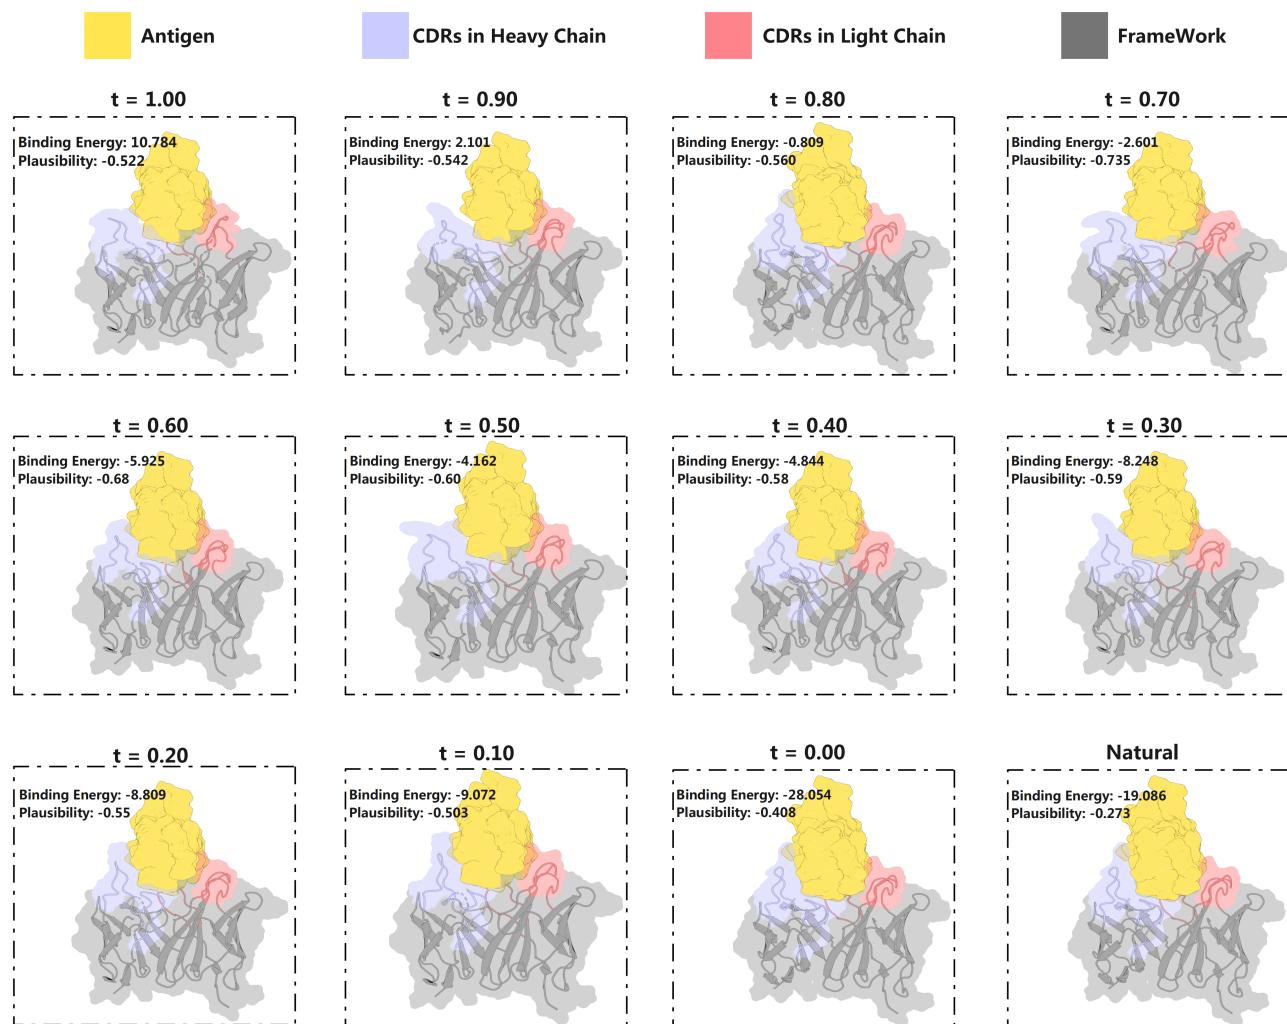 Antigen
CDRs in Heavy Chain
CDRs in Light Chain
FrameWork
t = 1.00
Binding Energy: 10.784
Plausibility: -0.522
t = 0.90
Binding Energy: 2.101
Plausibility: -0.542
t = 0.80
Binding Energy: -0.809
Plausibility: -0.560
t = 0.70
Binding Energy: -2.601
Plausibility: -0.735
t = 0.60
Binding Energy: -5.925
Plausibility: -0.68
t = 0.50
Binding Energy: -4.162
Plausibility: -0.60
t = 0.40
Binding Energy: -4.844
Plausibility: -0.58
t = 0.30
Binding Energy: -8.248
Plausibility: -0.59
t = 0.20
Binding Energy: -8.809
Plausibility: -0.55
t = 0.10
Binding Energy: -9.072
Plausibility: -0.503
t = 0.00
Binding Energy: -28.054
Plausibility: -0.408
Natural
Binding Energy: -19.086
Plausibility: -0.273